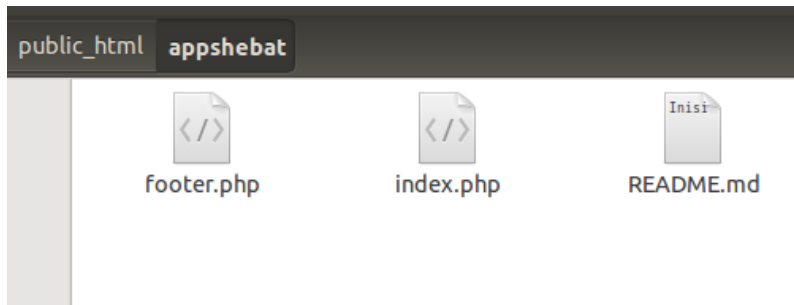 public_html appshebat
</>
</>
Inisi
footer.php
index.php
README.md